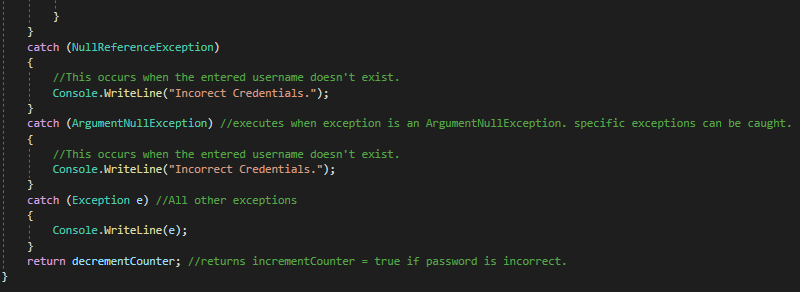 }
}
catch (NullReferenceException)
{
//This occurs when the entered username doesn't exist.
Console.WriteLine("Incorect Credentials.");
}
catch (ArgumentNullException) //executes when exception is an ArgumentNullException. specific exceptions can be caught.
{
//This occurs when the entered username doesn't exist.
Console.WriteLine("Incorrect Credentials.");
}
catch (Exception e) //All other exceptions
{
Console.WriteLine(e);
}
return decrementCounter; //returns incrementCounter = true if password is incorrect.
}